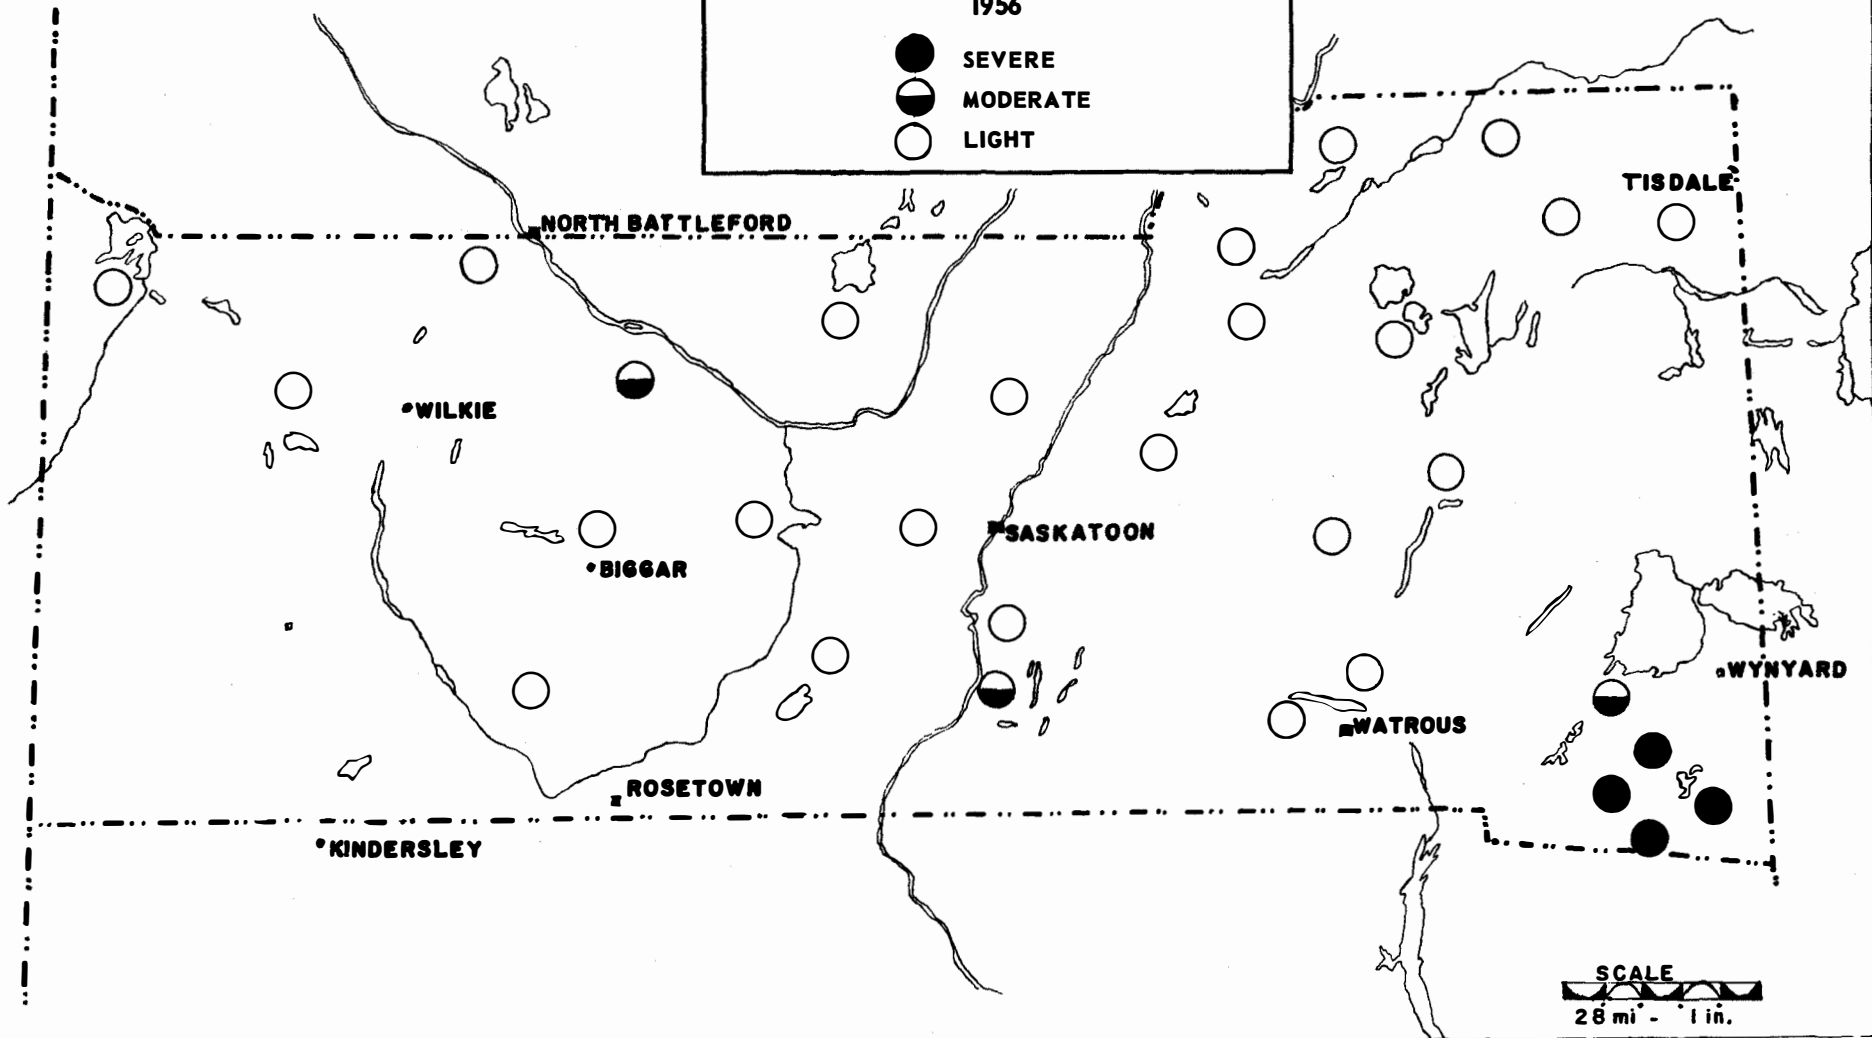 1956
SEVERE
MODERATE
LIGHT
TISDALE
NORTH BATTLEFORD
WILKIE
SASKATOON
BIGGAR
WYNYARD
WATROUS
ROSETOWN
KINDERSLEY
SCALE
28 mi - 1 in.